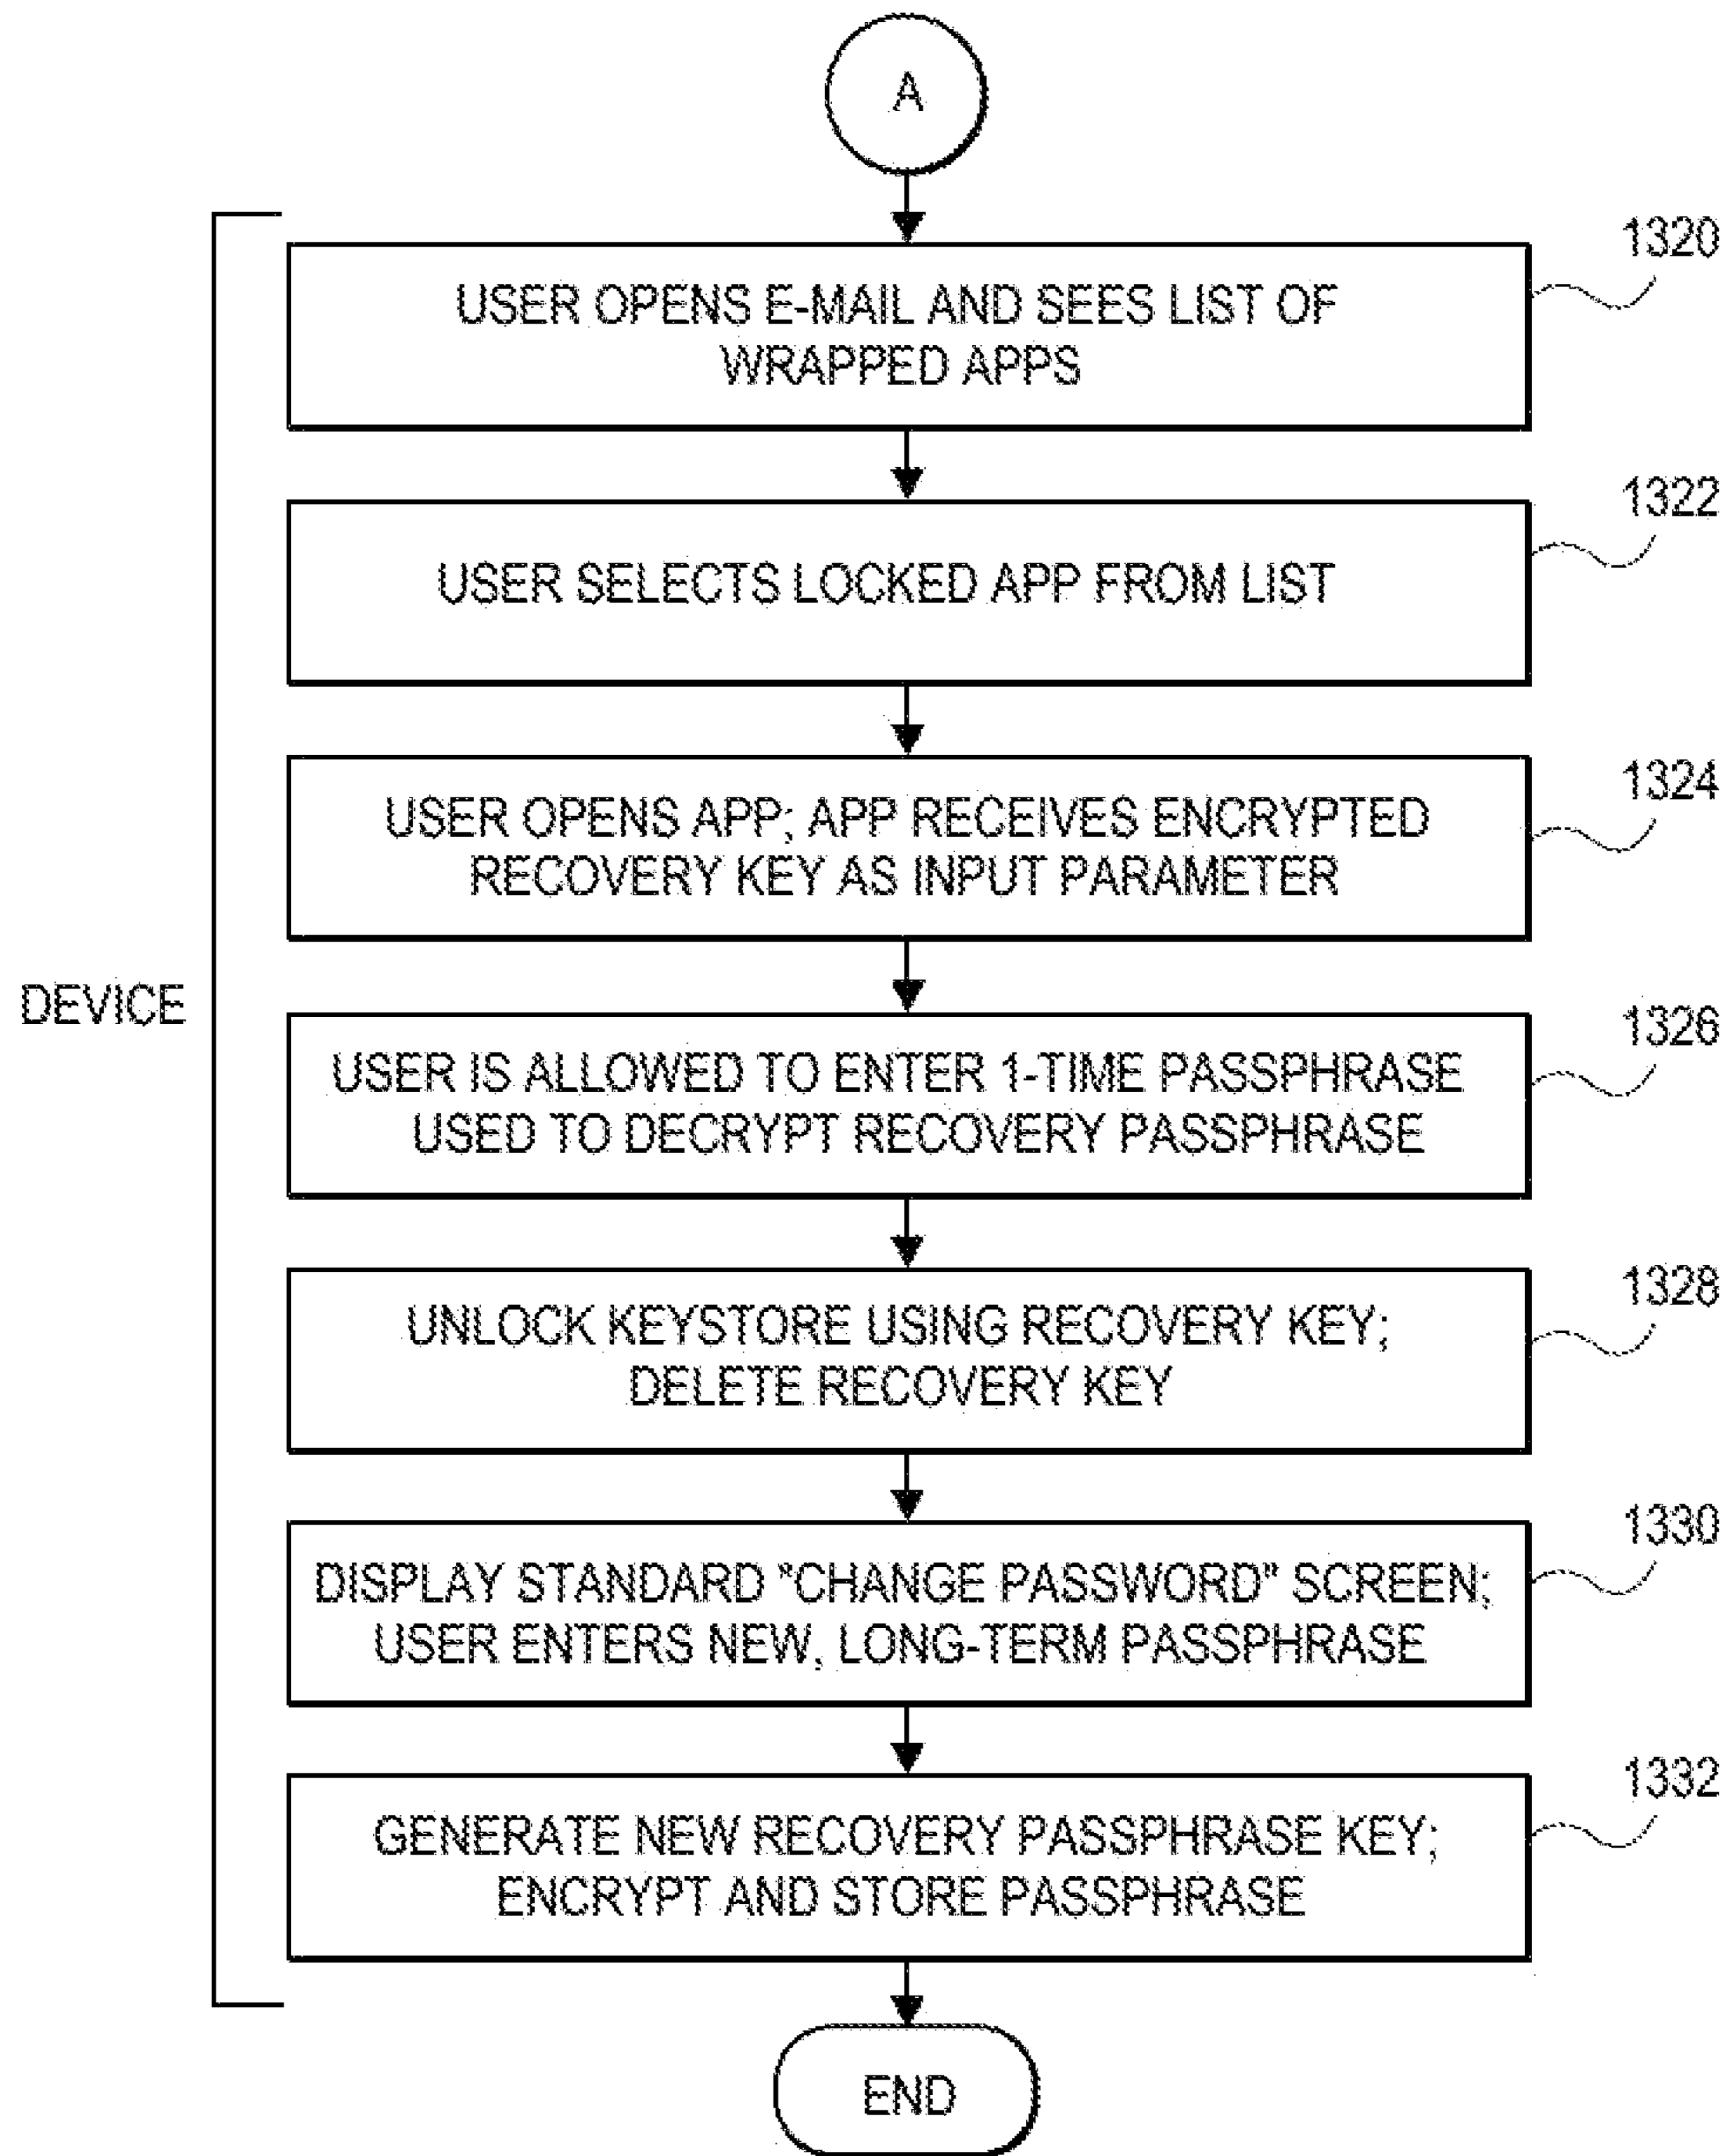 A
1320
USER OPENS E-MAIL AND SEES LIST OF
WRAPPED APPS
1322
USER SELECTS LOCKED APP FROM LIST
1324
USER OPENS APP; APP RECEIVES ENCRYPTED
RECOVERY KEY AS INPUT PARAMETER
DEVICE
1326
USER IS ALLOWED TO ENTER 1-TIME PASSPHRASE
USED TO DECRYPT RECOVERY PASSPHRASE
1328
UNLOCK KEYSTORE USING RECOVERY KEY;
DELETE RECOVERY KEY
1330
DISPLAY STANDARD "CHANGE PASSWORD" SCREEN;
USER ENTERS NEW, LONG-TERM PASSPHRASE
1332
GENERATE NEW RECOVERY PASSPHRASE KEY;
ENCRYPT AND STORE PASSPHRASE
END